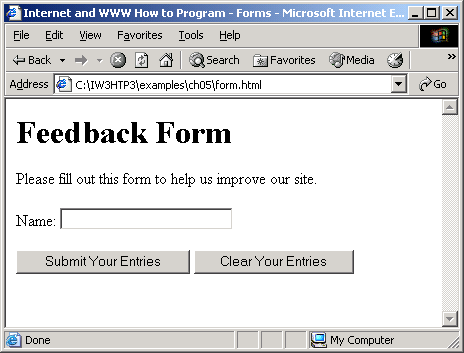 Internet and WWW How to Program - Forms - Microsoft Internet E...
File Edit View Favorites Tools Help
Back Search Favorites Media »
Address C:\IW3HTP3\examples\ch05\form.html Go
Feedback Form
Please fill out this form to help us improve our site.
Name:
Submit Your Entries Clear Your Entries
Done My Computer